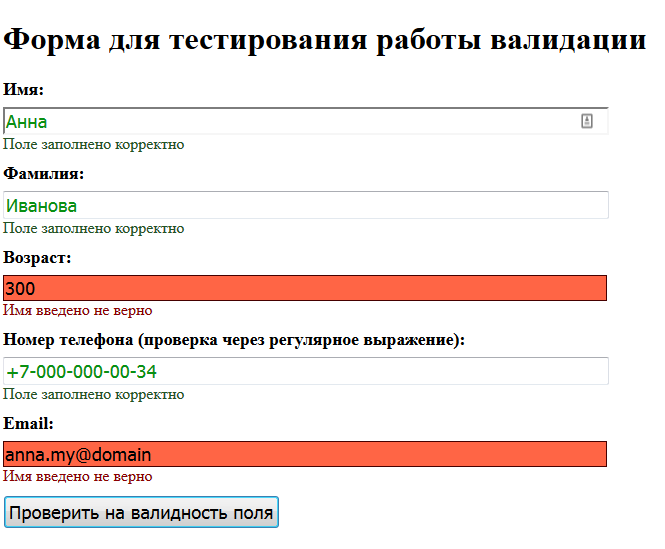 Форма для тестирования работы валидации
Имя:
Анна
Поле заполнено корректно
Фамилия:
Иванова
Поле заполнено корректно
Возраст:
300
Имя введено не верно
Номер телефона (проверка через регулярное выражение):
+7-000-000-00-34
Поле заполнено корректно
Email:
anna.my@domain
Имя введено не верно
Проверить на валидность поля